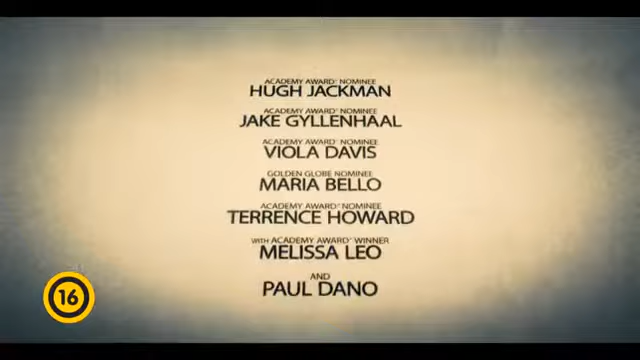 ACADEMY AWARD® NOMINEE
HUGH JACKMAN
ACADEMY AWARD® NOMINEE
JAKE GYLLENHAAL
ACADEMY AWARD® NOMINEE
VIOLA DAVIS
GOLDEN GLOBE NOMINEE
MARIA BELLO
ACADEMY AWARD® NOMINEE
TERRENCE HOWARD
WITH ACADEMY AWARD® WINNER
MELISSA LEO
AND
PAUL DANO
16